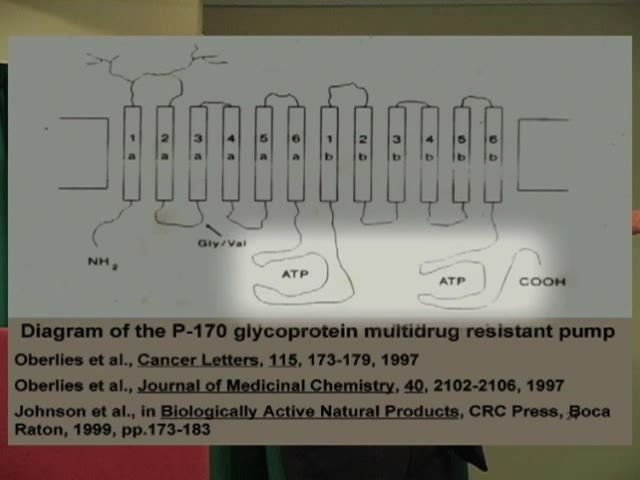 1 a 2 a 3 a 4 a 5 a 6 a 1 b 2 b 3 b 4 b 5 b 6 b
Gly/Val
NH2
ATP
ATP
COOH
Diagram of the P-170 glycoprotein multidrug resistant pump
Oberlies et al., Cancer Letters, 115, 173-179, 1997
Oberlies et al., Journal of Medicinal Chemistry, 40, 2102-2106, 1997
Johnson et al., in Biologically Active Natural Products, CRC Press, Boca
Raton, 1999, pp.173-183